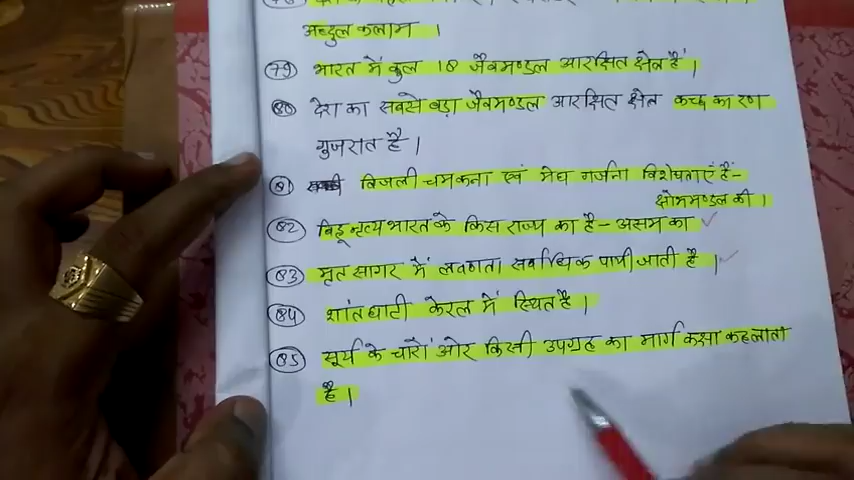 अब्दुल कलाम ।
79 भारत में कुल 18 जैवमण्डल आरक्षित क्षेत्र हैं ।
80 देश का सबसे बड़ा जैवमण्डल आरक्षित क्षेत्र कच्छ का रण
गुजरात है ।
81 बिजली चमकना एवं मेघ गर्जना विशेषताएँ हैं-
क्षोभमण्डल की ।
82 बिहू नृत्य भारत के किस राज्य का है - असम का
83 मृत सागर में लवणता सर्वाधिक पायी जाती है ।
84 शांत घाटी केरल में स्थित है ।
85 सूर्य के चारों ओर किसी उपग्रह का मार्ग कक्षा कहलाता
है ।